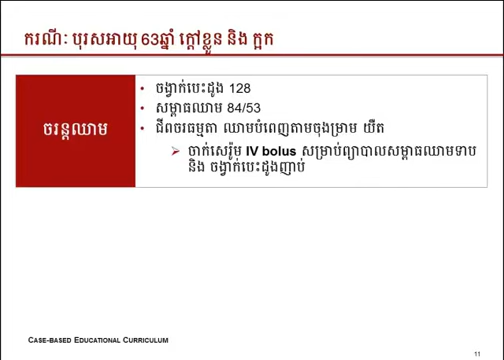 ករណី: បុរសអាយុ 63ឆ្នាំ ក្តៅខ្លួន និង ក្អក
ចរន្តឈាម
• ចង្វាក់បេះដូង 128
• សម្ពាធឈាម 84/53
• ជីពចរធម្មតា ឈាមបំពេញតាមចុងម្រាម យឺត
➢ ចាក់សេរ៉ូម IV bolus សម្រាប់ព្យាបាលសម្ពាធឈាមទាប
និង ចង្វាក់បេះដូងញាប់
CASE-BASED EDUCATIONAL CURRICULUM
11